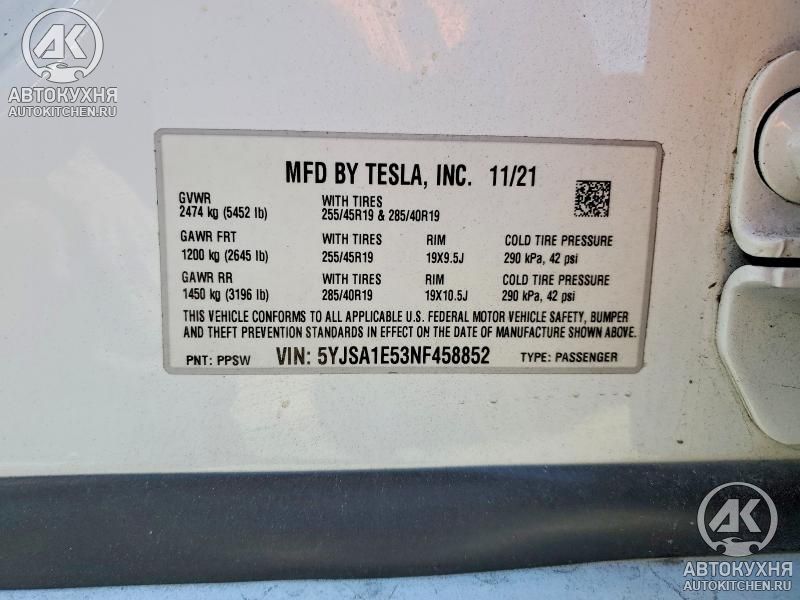 АК
АВТОКУХНЯ
AUTOKITCHEN.RU
MFD BY TESLA, INC. 11/21
GVWR WITH TIRES
2474 kg (5452 lb) 255/45R19 & 285/40R19
GAWR FRT WITH TIRES RIM COLD TIRE PRESSURE
1200 kg (2645 lb) 255/45R19 19X9.5J 290 kPa, 42 psi
GAWR RR WITH TIRES RIM COLD TIRE PRESSURE
1450 kg (3196 lb) 285/40R19 19X10.5J 290 kPa, 42 psi
THIS VEHICLE CONFORMS TO ALL APPLICABLE U.S. FEDERAL MOTOR VEHICLE SAFETY, BUMPER
AND THEFT PREVENTION STANDARDS IN EFFECT ON THE DATE OF MANUFACTURE SHOWN ABOVE.
PNT: PPSW VIN: 5YJSA1E53NF458852 TYPE: PASSENGER
АК
АВТОКУХНЯ
AUTOKITCHEN.RU